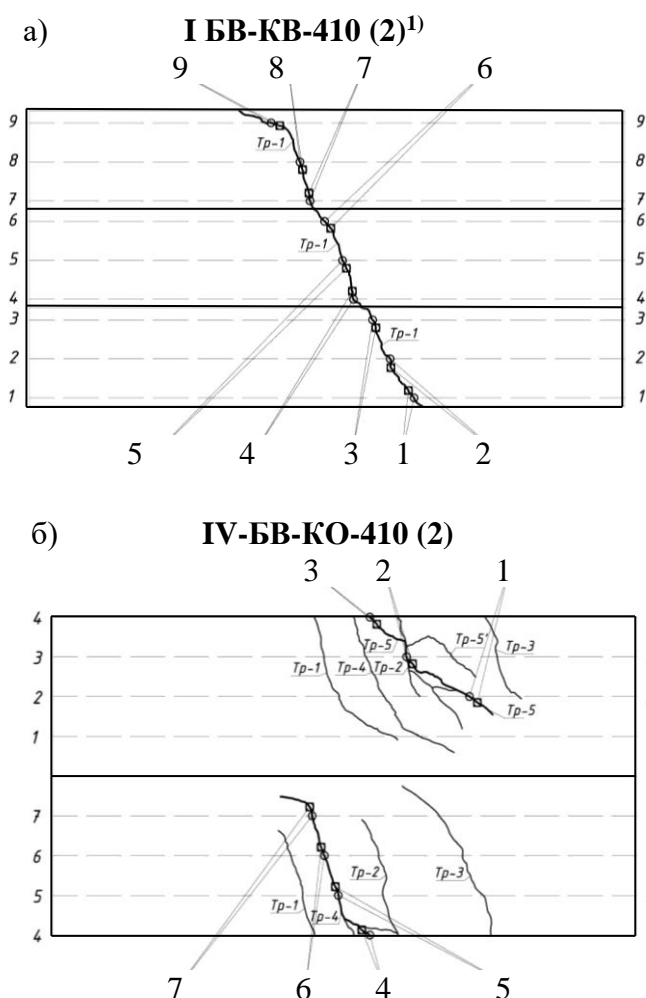 а) I БВ-КВ-410 (2)¹⁾
9 8 7 6
9 9
Тр-1
8 8
7 7
6 6
Тр-1
5 5
4 4
3 3
Тр-1
2 2
1 1
5 4 3 1 2
б) IV-БВ-КО-410 (2)
3 2 1
4
Тр-5 Тр-5' Тр-3
3
Тр-1 Тр-4 Тр-2
2
Тр-5
1
7
6
Тр-2 Тр-3
5
Тр-1 Тр-4
4
7 6 4 5